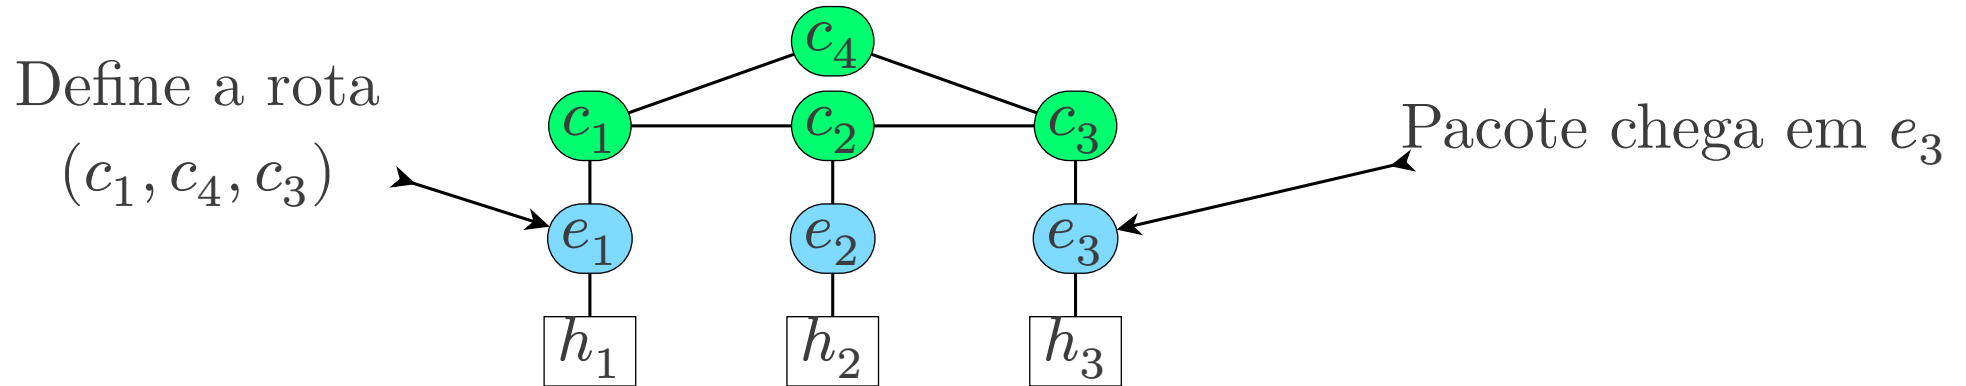 Define a rota
(c₁, c₄, c₃)
c₄
c₁
c₂
c₃
Pacote chega em e₃
e₁
e₂
e₃
h₁
h₂
h₃